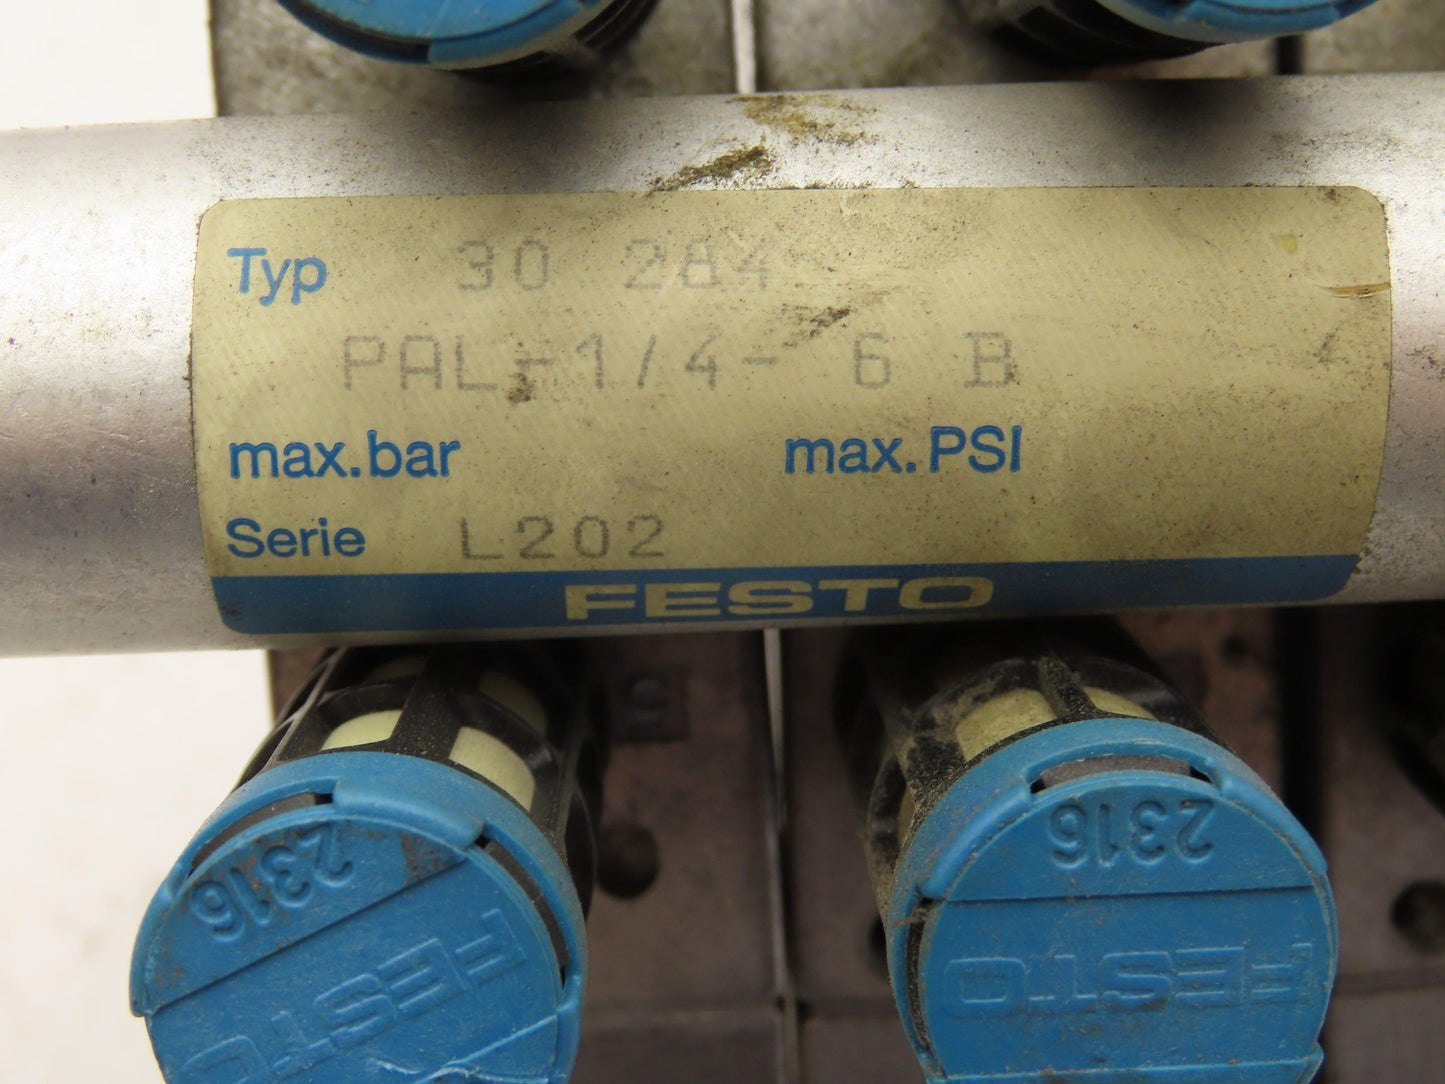 Typ 30 284
PAL-1/4- 6 B
max.bar max.PSI
Serie L202
FESTO
2316
FESTO
2316
FESTO